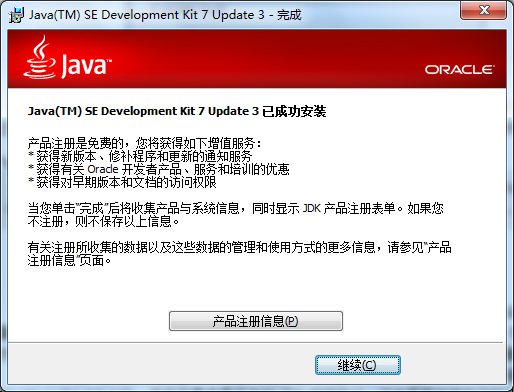 Java(TM) SE Development Kit 7 Update 3 - 完成
Java™
ORACLE
Java(TM) SE Development Kit 7 Update 3 已成功安装
产品注册是免费的，您将获得如下增值服务：
* 获得新版本、修补程序和更新的通知服务
* 获得有关 Oracle 开发者产品、服务和培训的优惠
* 获得对早期版本和文档的访问权限
当您单击“完成”后将收集产品与系统信息，同时显示 JDK 产品注册表单。如果您
不注册，则不保存以上信息。
有关注册所收集的数据以及这些数据的管理和使用方式的更多信息，请参见“产品
注册信息”页面。
产品注册信息(P)
继续(C)